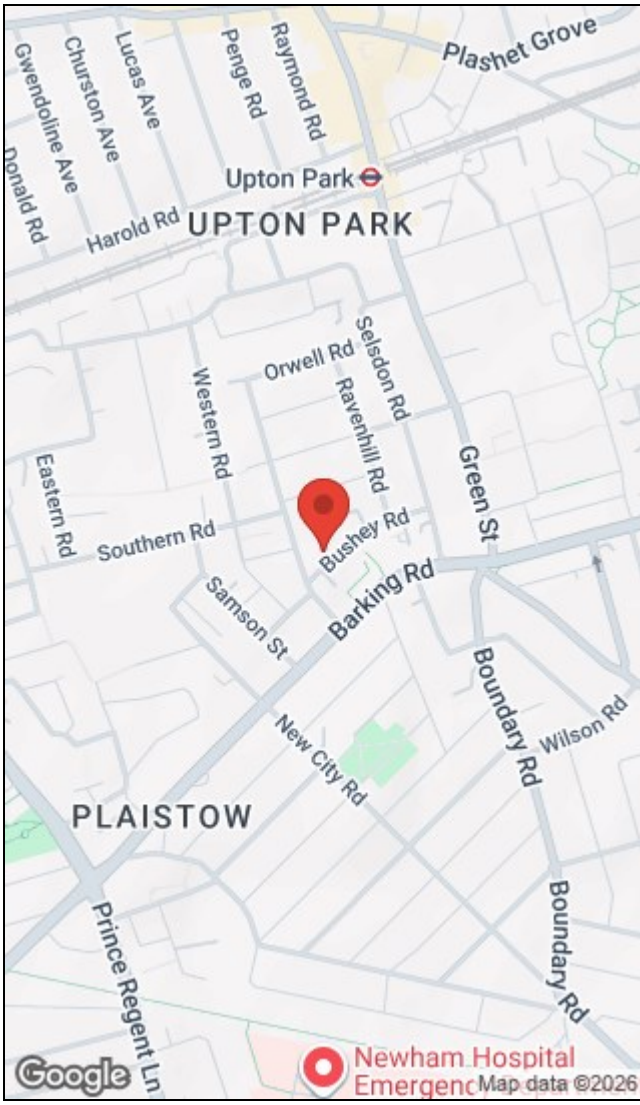 Plashet Grove
Raymond Rd
Penge Rd
Lucas Ave
Churston Ave
Gwendoline Ave
Donald Rd
Harold Rd
Upton Park
UPTON PARK
Selsdon Rd
Orwell Rd
Ravenhill Rd
Western Rd
Green St
Eastern Rd
Southern Rd
Bushey Rd
Barking Rd
Samson St
Boundary Rd
Wilson Rd
New City Rd
PLAISTOW
Boundary Rd
Prince Regent Ln
Newham Hospital
Google
Map data ©2026